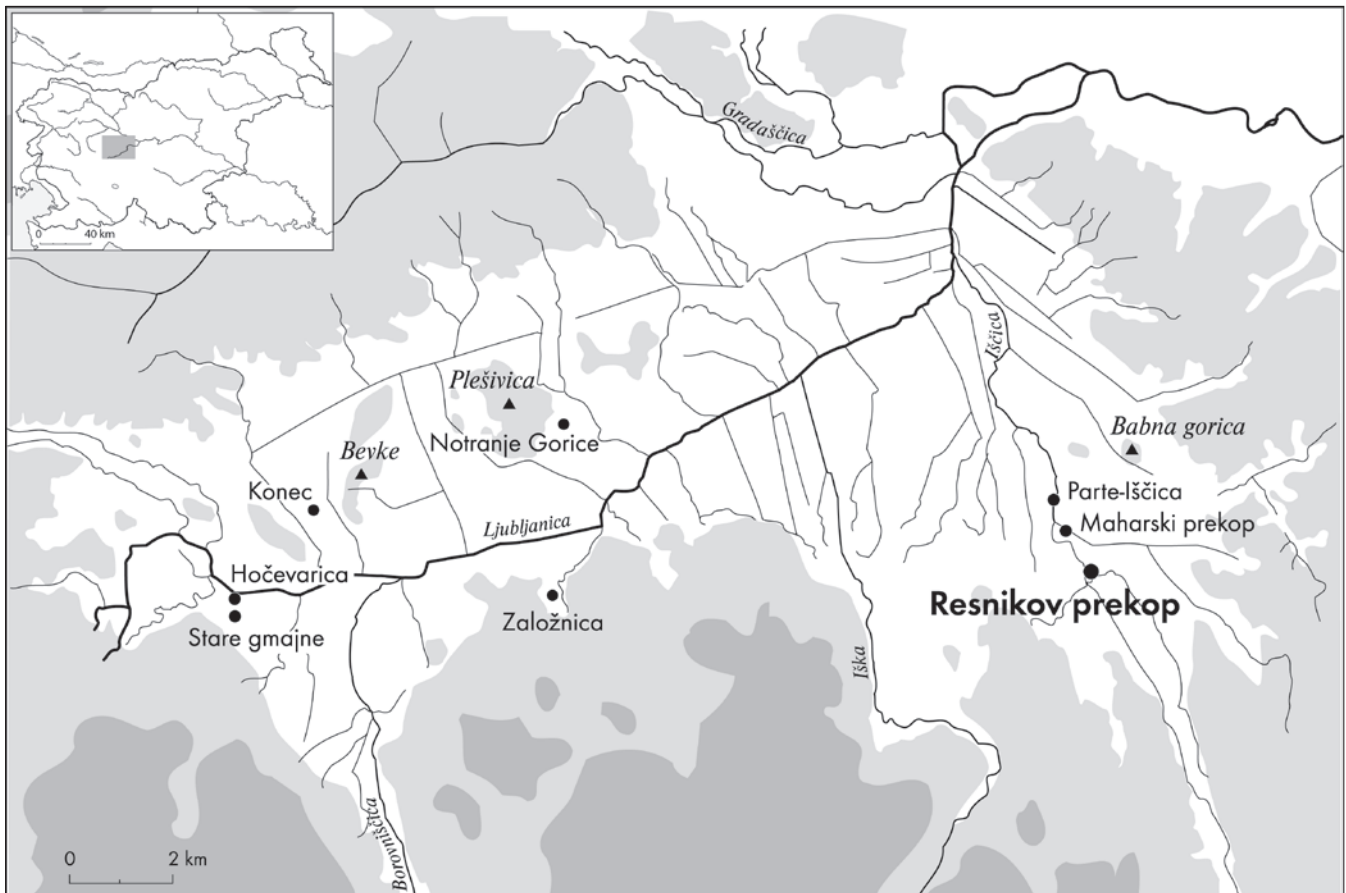 0 40 km
Gradaščica
Iščica
Plešivica
Notranje Gorice
Bevke
Babna gorica
Konec
Parte-Iščica
Ljubljanica
Maharski prekop
Hočevarica
Resnikov prekop
Založnica
Stare gmajne
Iška
Borovniščica
0 2 km